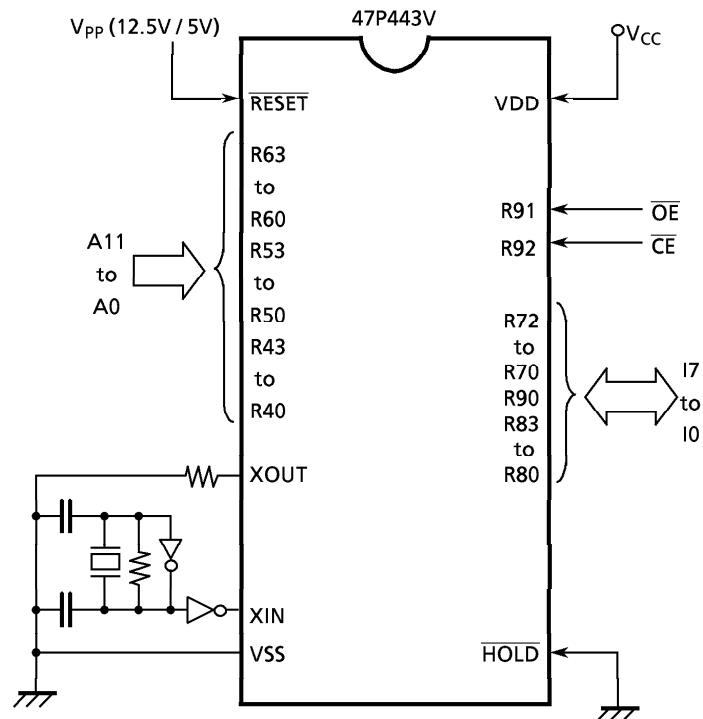 47P443V
VPP (12.5V / 5V)
VCC
RESET
VDD
R63
to
R60
R53
to
R50
R43
to
R40
A11
to
A0
R91
OE
R92
CE
R72
to
R70
R90
R83
to
R80
I7
to
I0
XOUT
XIN
VSS
HOLD